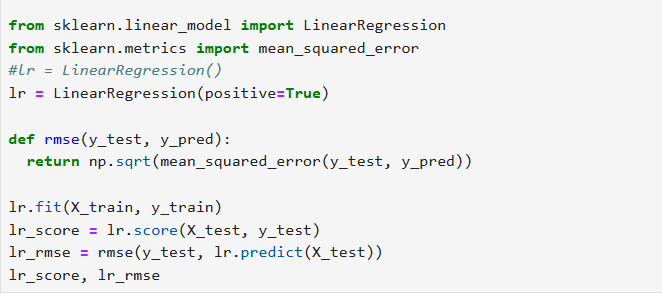 from sklearn.linear_model import LinearRegression
from sklearn.metrics import mean_squared_error
#lr = LinearRegression()
lr = LinearRegression(positive=True)
def rmse(y_test, y_pred):
  return np.sqrt(mean_squared_error(y_test, y_pred))
lr.fit(X_train, y_train)
lr_score = lr.score(X_test, y_test)
lr_rmse = rmse(y_test, lr.predict(X_test))
lr_score, lr_rmse